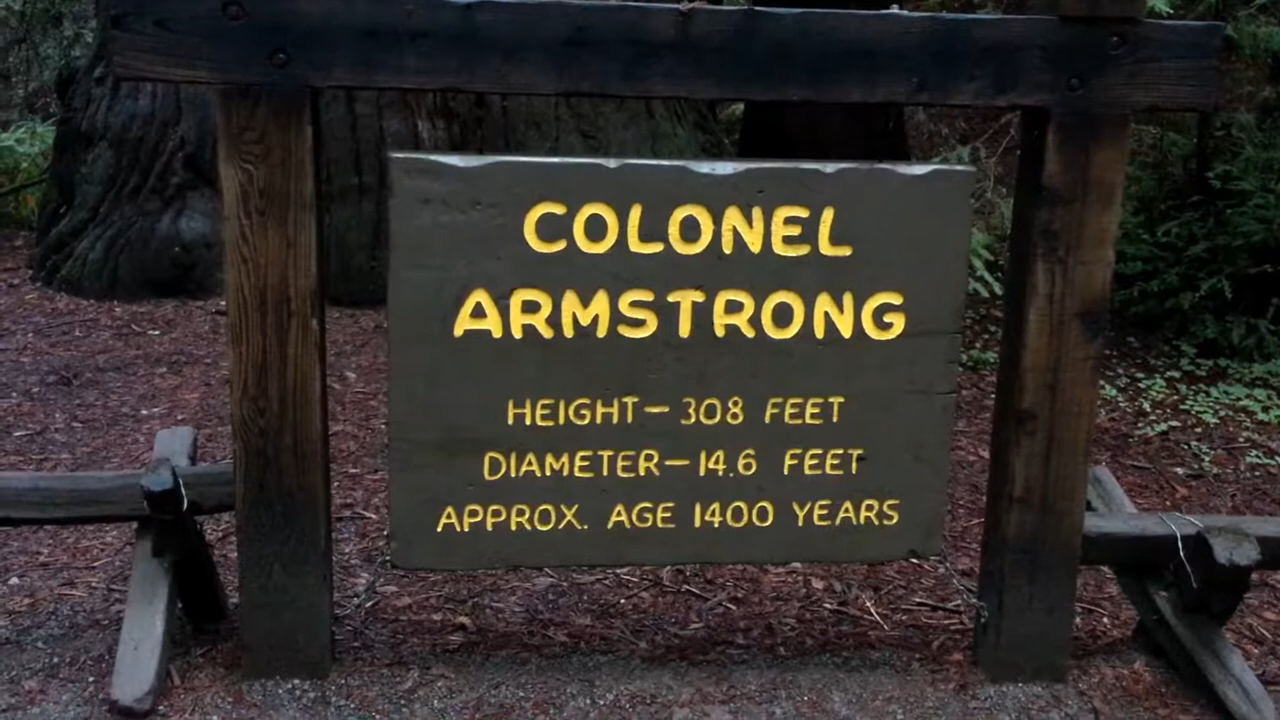 COLONEL
ARMSTRONG
HEIGHT—308 FEET
DIAMETER—14.6 FEET
APPROX. AGE 1400 YEARS